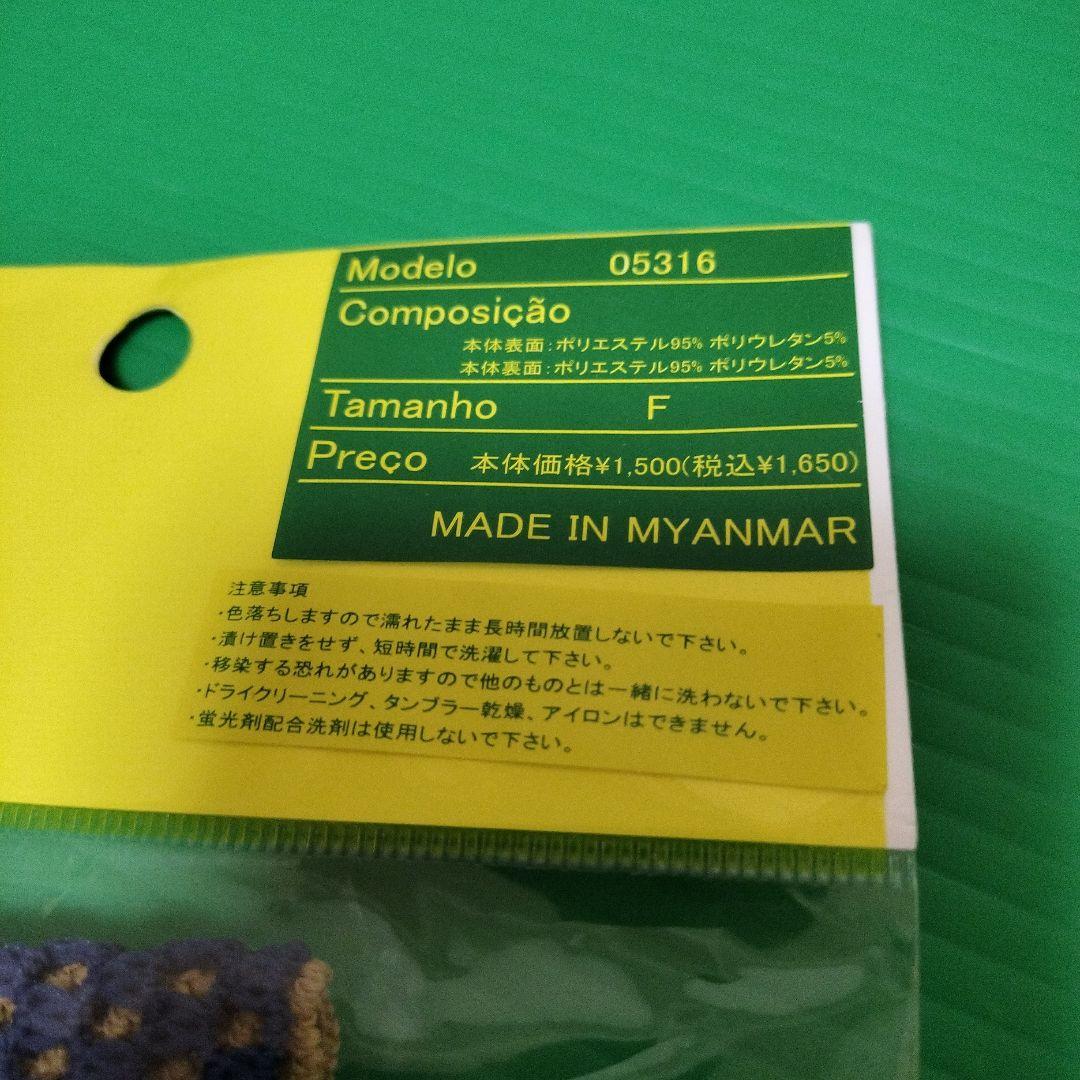 Modelo 05316
Composição
本体表面:ポリエステル95% ポリウレタン5%
本体裏面:ポリエステル95% ポリウレタン5%
Tamanho F
Preço 本体価格¥1,500(税込¥1,650)
MADE IN MYANMAR
注意事項
・色落ちしますので濡れたまま長時間放置しないで下さい。
・漬け置きをせず、短時間で洗濯して下さい。
・移染する恐れがありますので他のものとは一緒に洗わないで下さい。
・ドライクリーニング、タンブラー乾燥、アイロンはできません。
・蛍光剤配合洗剤は使用しないで下さい。